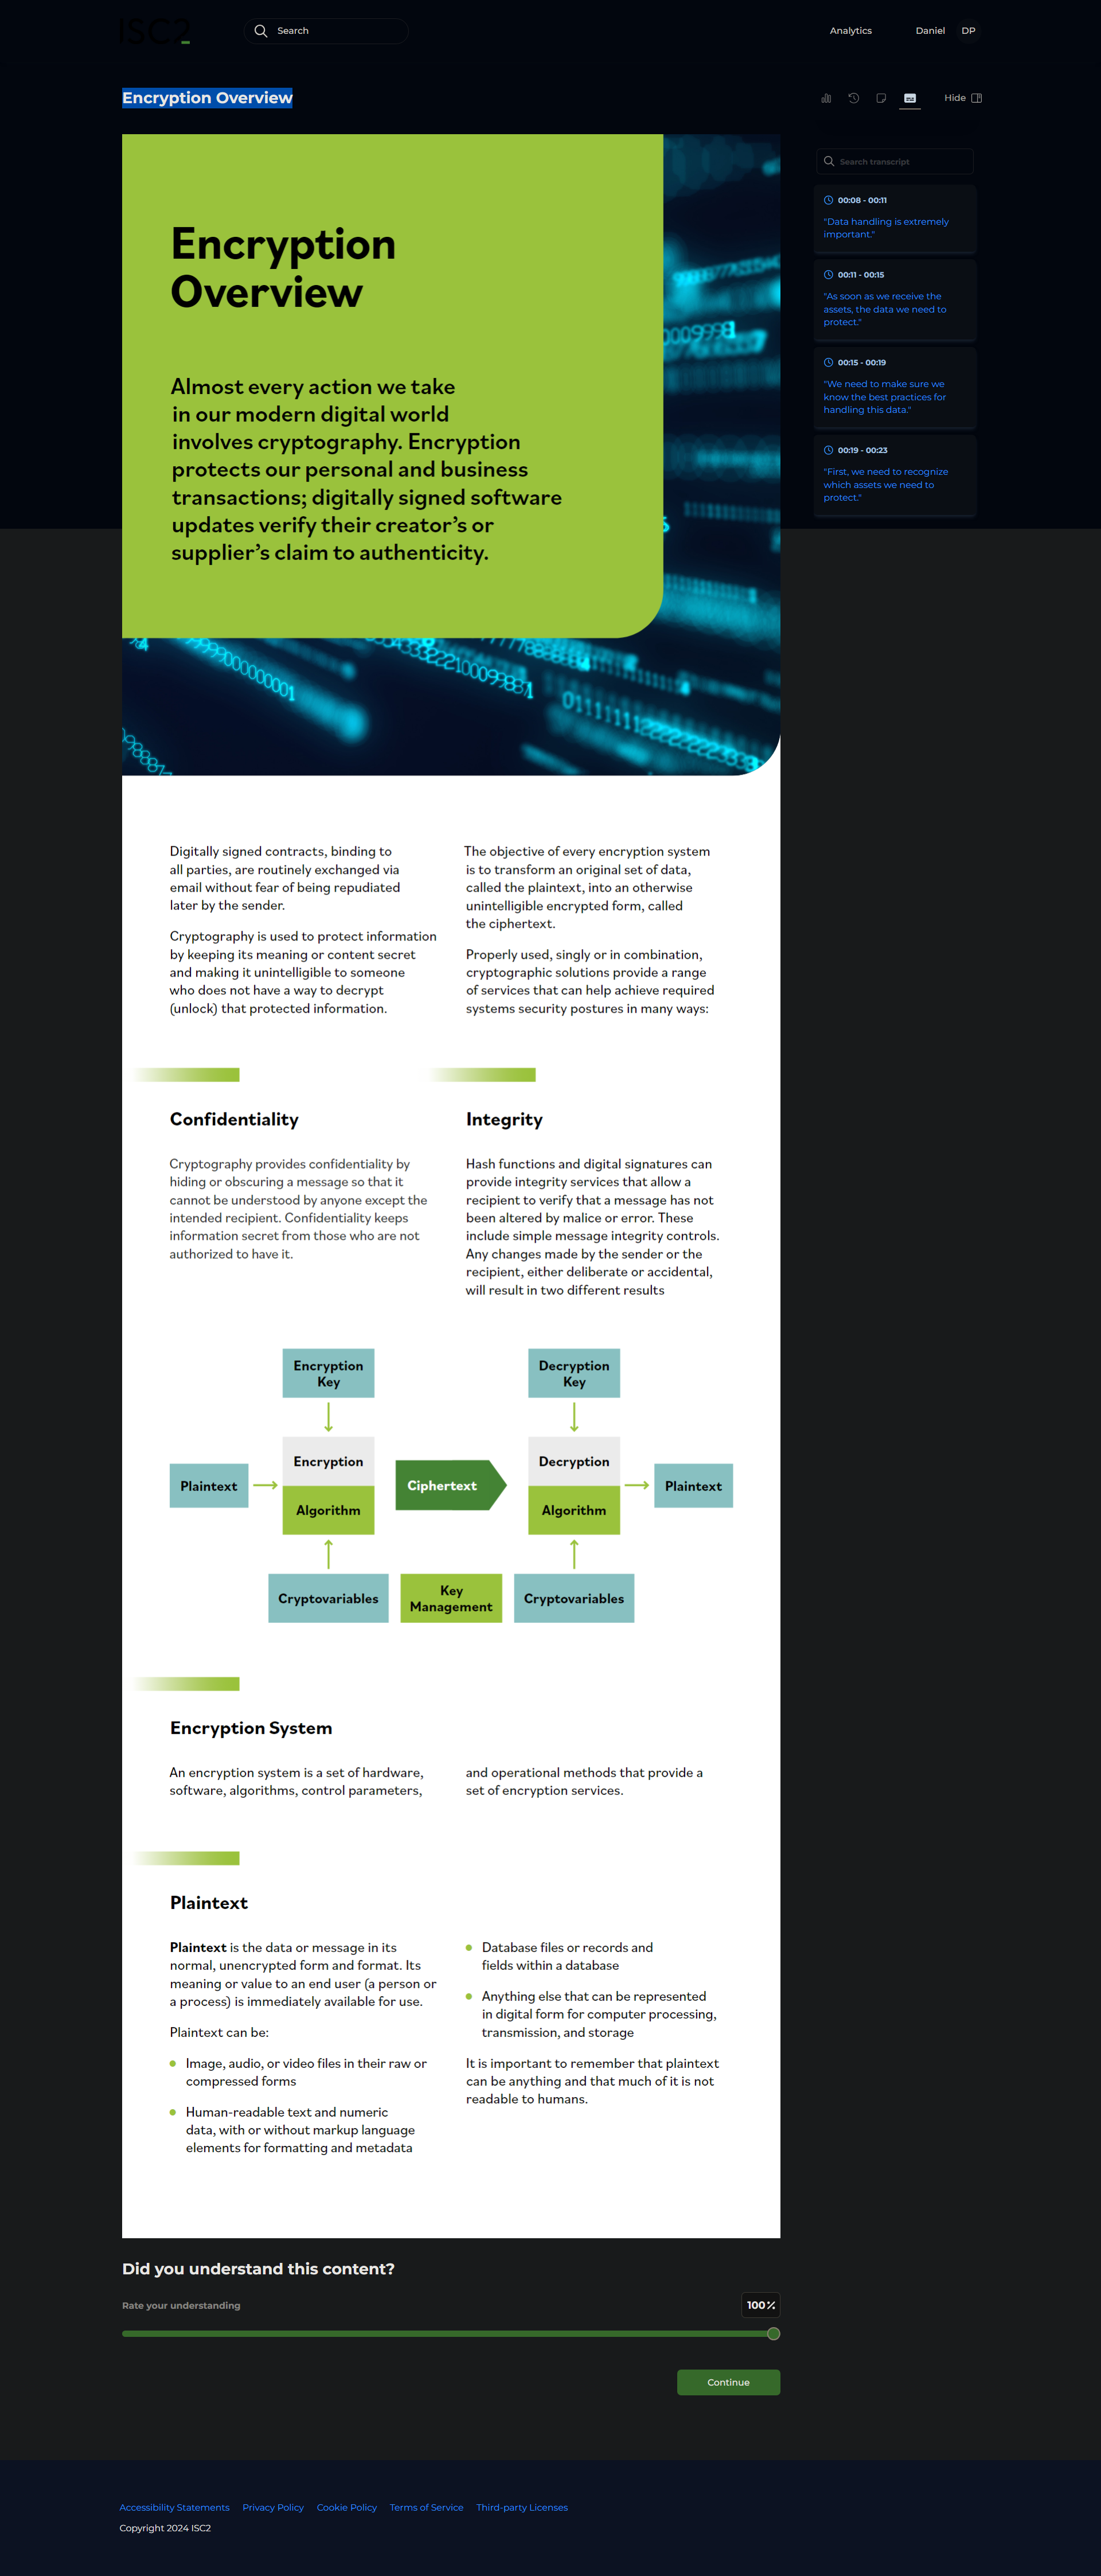 ISC2
Search
Analytics
Daniel
DP
Encryption Overview
Hide
Search transcript
00:08 - 00:11
"Data handling is extremely
important."
00:11 - 00:15
"As soon as we receive the
assets, the data we need to
protect."
00:15 - 00:19
"We need to make sure we
know the best practices for
handling this data."
00:19 - 00:23
"First, we need to recognize
which assets we need to
protect."
Encryption
Overview
Almost every action we take
in our modern digital world
involves cryptography. Encryption
protects our personal and business
transactions; digitally signed software
updates verify their creator's or
supplier's claim to authenticity.
Digitally signed contracts, binding to
all parties, are routinely exchanged via
email without fear of being repudiated
later by the sender.
Cryptography is used to protect information
by keeping its meaning or content secret
and making it unintelligible to someone
who does not have a way to decrypt
(unlock) that protected information.
The objective of every encryption system
is to transform an original set of data,
called the plaintext, into an otherwise
unintelligible encrypted form, called
the ciphertext.
Properly used, singly or in combination,
cryptographic solutions provide a range
of services that can help achieve required
systems security postures in many ways:
Confidentiality
Cryptography provides confidentiality by
hiding or obscuring a message so that it
cannot be understood by anyone except the
intended recipient. Confidentiality keeps
information secret from those who are not
authorized to have it.
Integrity
Hash functions and digital signatures can
provide integrity services that allow a
recipient to verify that a message has not
been altered by malice or error. These
include simple message integrity controls.
Any changes made by the sender or the
recipient, either deliberate or accidental,
will result in two different results
Encryption
Key
Decryption
Key
Plaintext
Encryption
Algorithm
Ciphertext
Decryption
Algorithm
Plaintext
Cryptovariables
Key
Management
Cryptovariables
Encryption System
An encryption system is a set of hardware,
software, algorithms, control parameters,
and operational methods that provide a
set of encryption services.
Plaintext
Plaintext is the data or message in its
normal, unencrypted form and format. Its
meaning or value to an end user (a person or
a process) is immediately available for use.
Plaintext can be:
Image, audio, or video files in their raw or
compressed forms
Human-readable text and numeric
data, with or without markup language
elements for formatting and metadata
Database files or records and
fields within a database
Anything else that can be represented
in digital form for computer processing,
transmission, and storage
It is important to remember that plaintext
can be anything and that much of it is not
readable to humans.
Did you understand this content?
Rate your understanding
100%
Continue
Accessibility Statements
Privacy Policy
Cookie Policy
Terms of Service
Third-party Licenses
Copyright 2024 ISC2